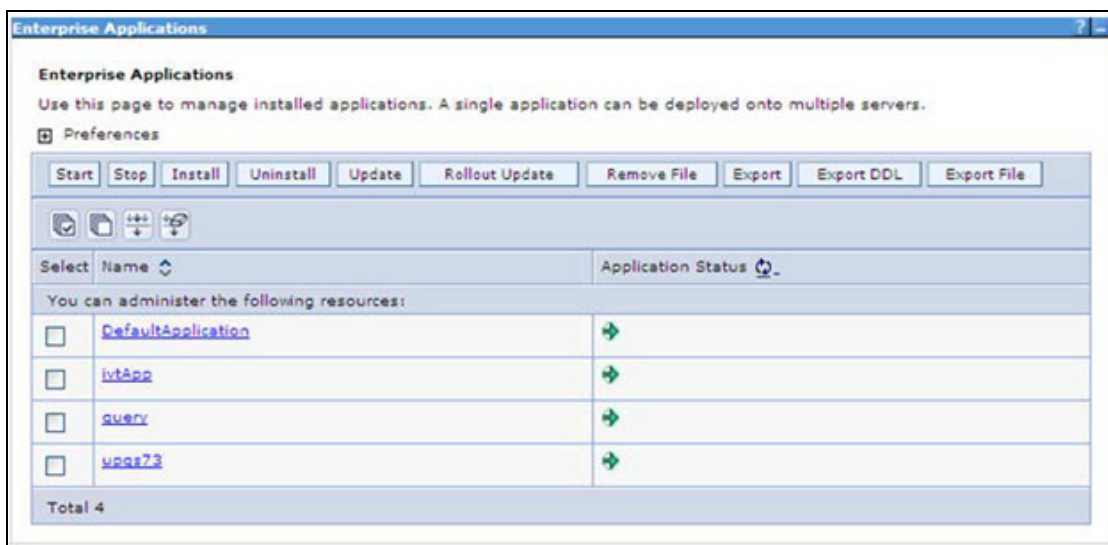 Enterprise Applications
?
Enterprise Applications
Use this page to manage installed applications. A single application can be deployed onto multiple servers.
Preferences
Start Stop Install Uninstall Update Rollout Update Remove File Export Export DDL Export File
Select Name Application Status
You can administer the following resources:
DefaultApplication
ivtApp
query
upgs73
Total 4